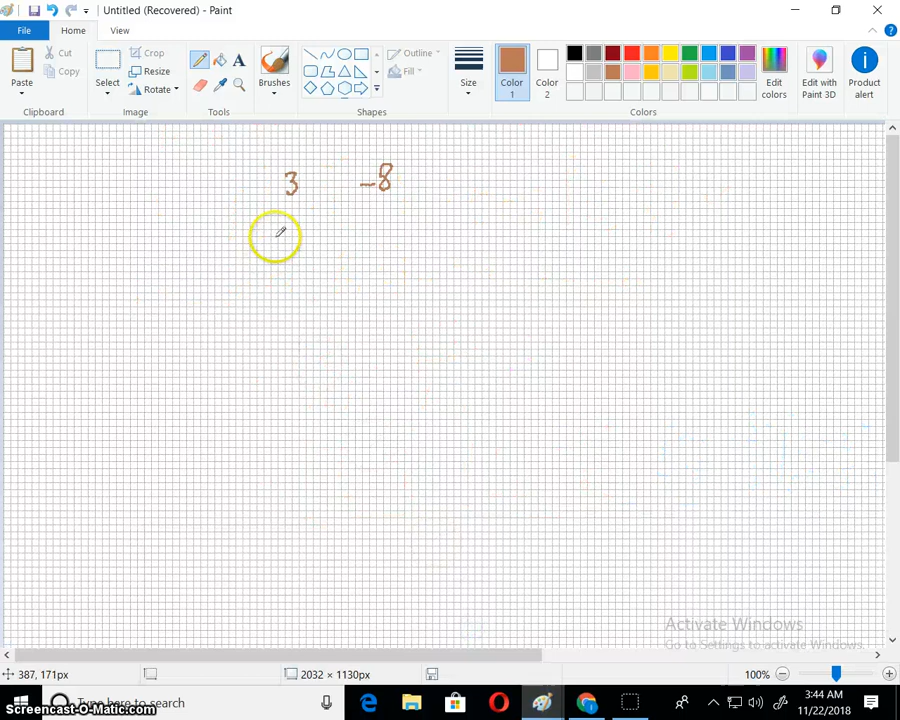 Untitled (Recovered) - Paint
File Home View
Paste
Cut
Copy
Clipboard
Select
Crop
Resize
Rotate
Image
A
Tools
Brushes
Outline
Fill
Shapes
Size
Color 1
Color 2
Edit colors
Colors
Edit with Paint 3D
Product alert
3 -8
Activate Windows
Go to Settings to activate Windows.
387, 171px
2032 × 1130px
100%
Type here to search
3:44 AM
11/22/2018
Screencast-O-Matic.com